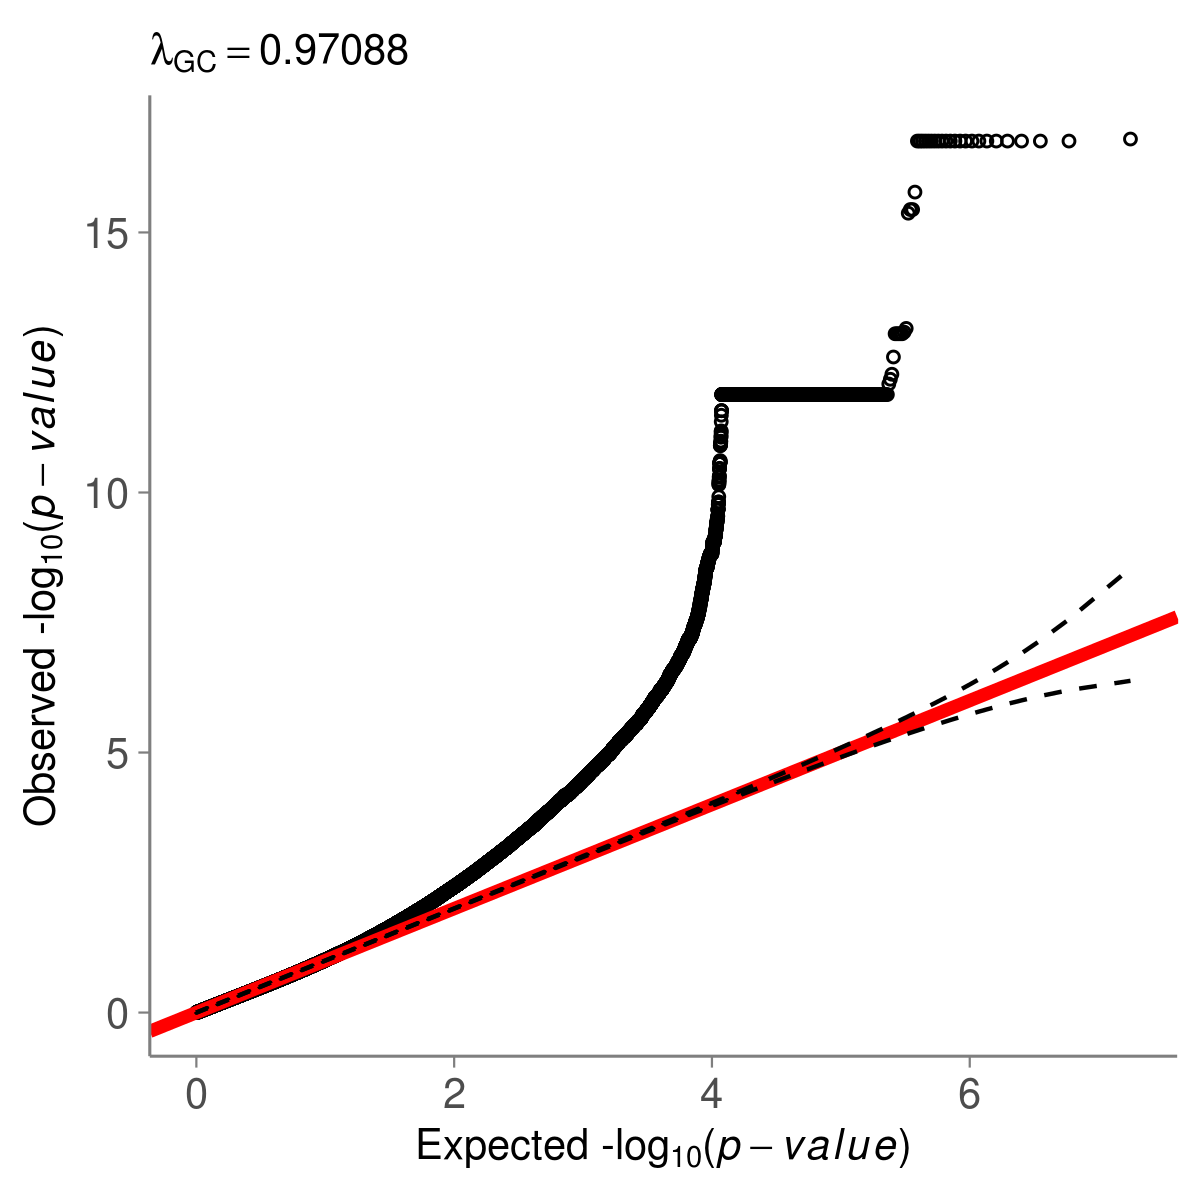 λGC = 0.97088
Observed -log10(p − value)
15
10
5
0
0 2 4 6
Expected -log10(p − value)